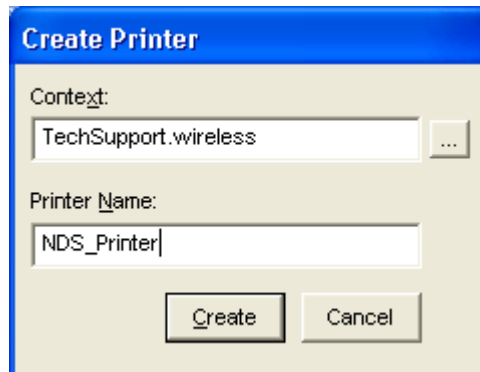 Create Printer
Context:
TechSupport.wireless
...
Printer Name:
NDS_Printer
Create Cancel